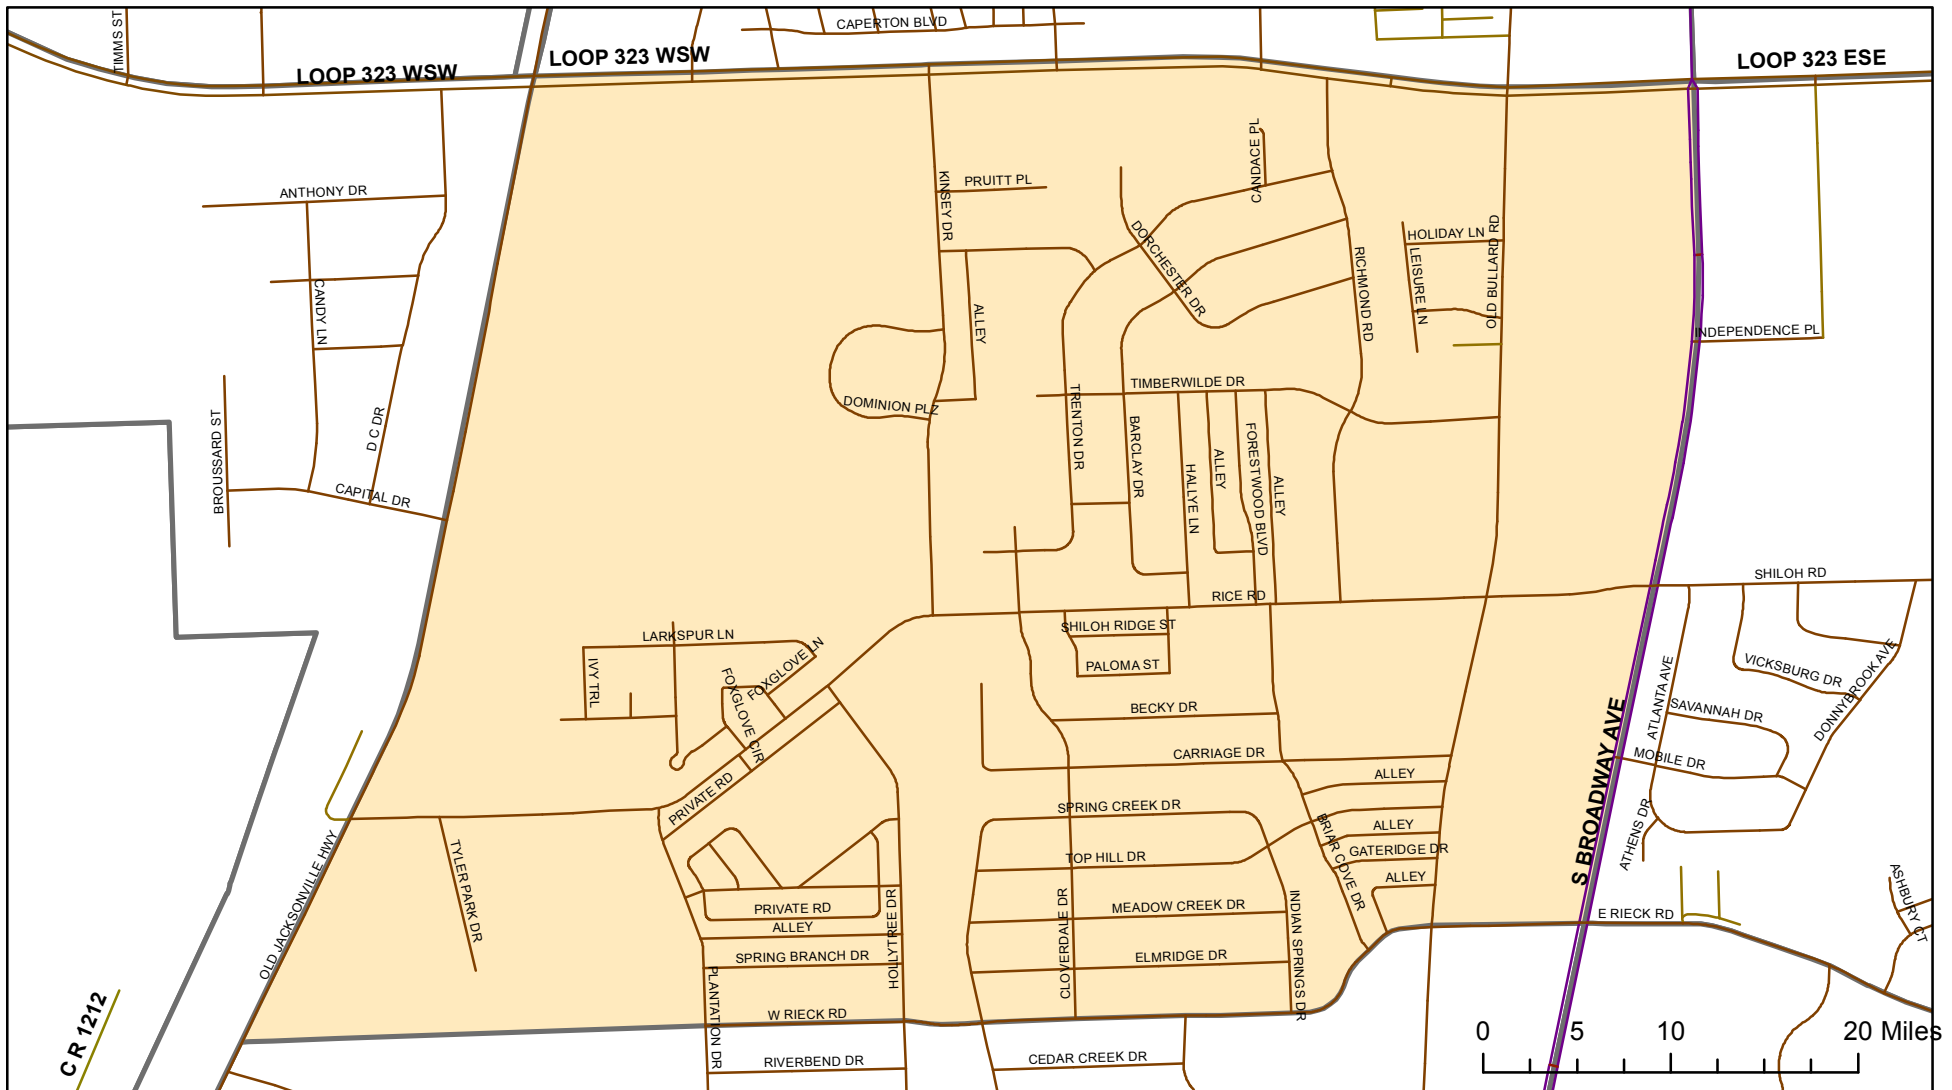 TIMMS ST
CAPERTON BLVD
LOOP 323 WSW
LOOP 323 WSW
LOOP 323 ESE
ANTHONY DR
KINSEY DR
PRUITT PL
CANDACE PL
DORCHESTER DR
RICHMOND RD
HOLIDAY LN
LEISURE LN
OLD BULLARD RD
CANDY LN
ALLEY
INDEPENDENCE PL
DOMINION PLZ
TIMBERWILDE DR
TRENTON DR
BARCLAY DR
HALLYE LN
ALLEY
FORESTWOOD BLVD
ALLEY
BROUSSARD ST
D C DR
CAPITAL DR
RICE RD
SHILOH RD
SHILOH RIDGE ST
PALOMA ST
LARKSPUR LN
IVY TRL
FOXGLOVE LN
FOXGLOVE CIR
BECKY DR
CARRIAGE DR
ALLEY
VICKSBURG DR
ATLANTA AVE
SAVANNAH DR
DONNYBROOK AVE
MOBILE DR
S BROADWAY AVE
PRIVATE RD
SPRING CREEK DR
BRIAR COVE DR
ALLEY
GATERIDGE DR
ALLEY
TOP HILL DR
ATHENS DR
TYLER PARK DR
OLD JACKSONVILLE HWY
PRIVATE RD
ALLEY
HOLLYTREE DR
MEADOW CREEK DR
CLOVERDALE DR
INDIAN SPRINGS DR
E RIECK RD
ASHBURY CT
SPRING BRANCH DR
ELMRIDGE DR
PLANTATION DR
W RIECK RD
C R 1212
RIVERBEND DR
CEDAR CREEK DR
0 5 10 20 Miles